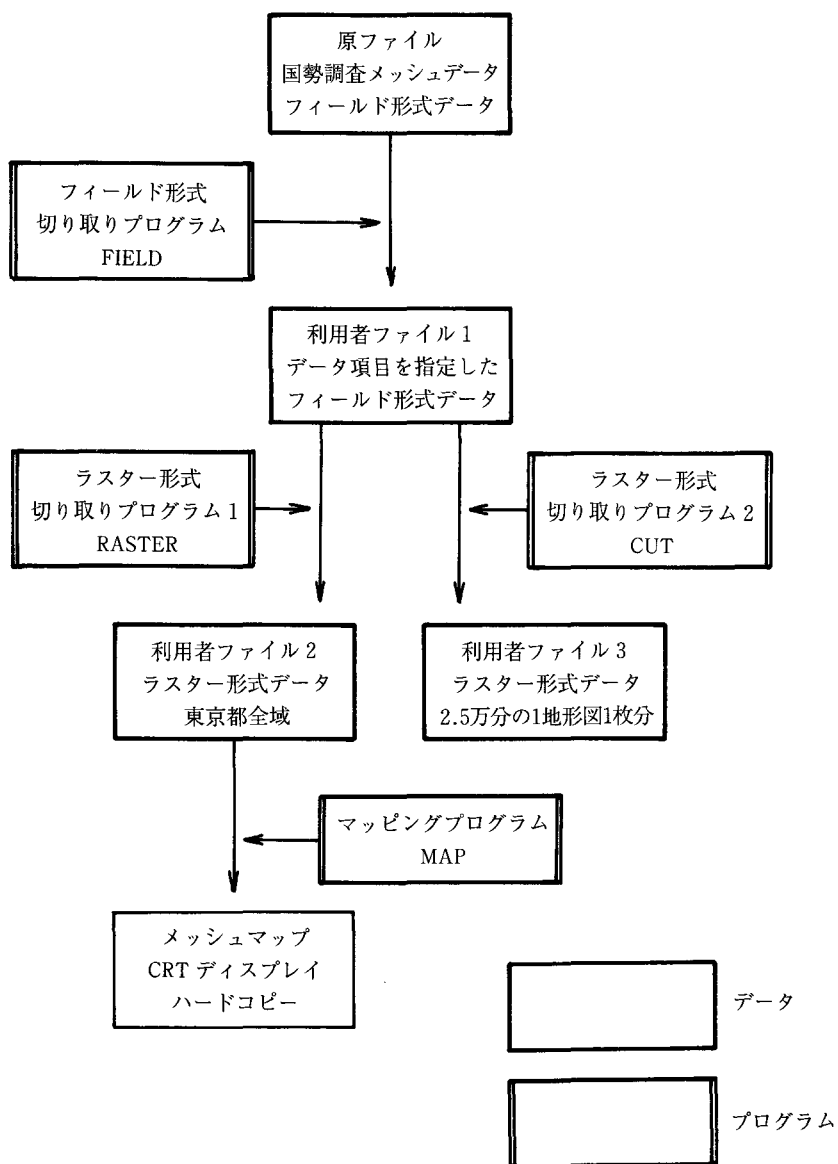 原ファイル
国勢調査メッシュデータ
フィールド形式データ
フィールド形式
切り取りプログラム
FIELD
利用者ファイル1
データ項目を指定した
フィールド形式データ
ラスター形式
切り取りプログラム1
RASTER
ラスター形式
切り取りプログラム2
CUT
利用者ファイル2
ラスター形式データ
東京都全域
利用者ファイル3
ラスター形式データ
2.5万分の1地形図1枚分
マッピングプログラム
MAP
メッシュマップ
CRTディスプレイ
ハードコピー
データ
プログラム